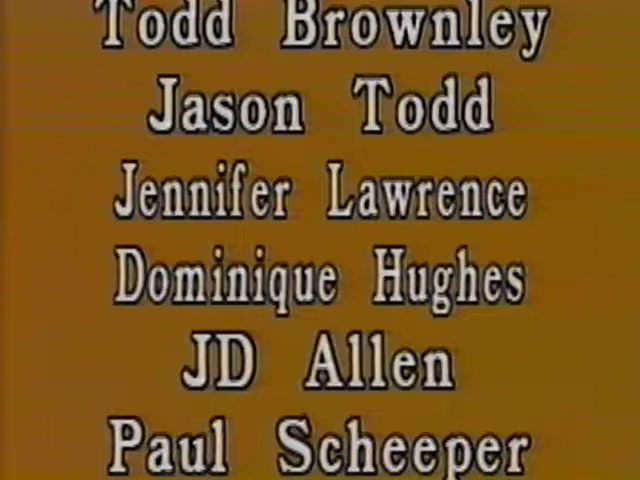 Todd Brownley
Jason Todd
Jennifer Lawrence
Dominique Hughes
JD Allen
Paul Scheeper